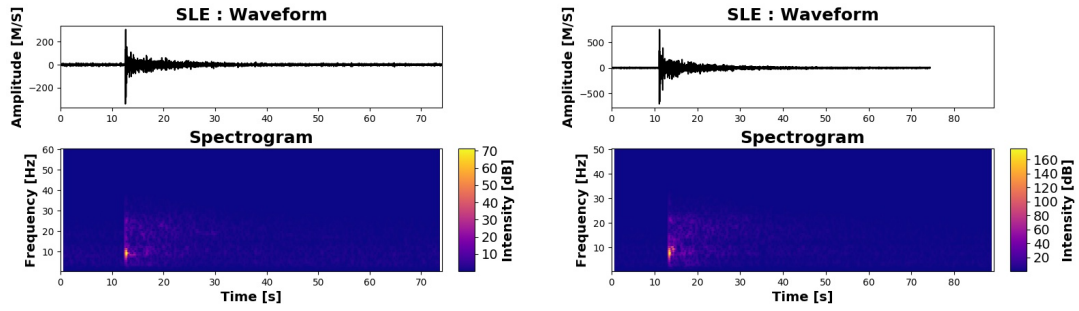 SLE : Waveform
Amplitude [M/S]
200
0
−200
0 10 20 30 40 50 60 70
Spectrogram
Frequency [Hz]
60
50
40
30
20
10
0 10 20 30 40 50 60 70
Time [s]
70
60
50
40
30
20
10
Intensity [dB]
SLE : Waveform
Amplitude [M/S]
500
0
−500
0 10 20 30 40 50 60 70 80
Spectrogram
Frequency [Hz]
50
40
30
20
10
0 10 20 30 40 50 60 70 80
Time [s]
160
140
120
100
80
60
40
20
Intensity [dB]